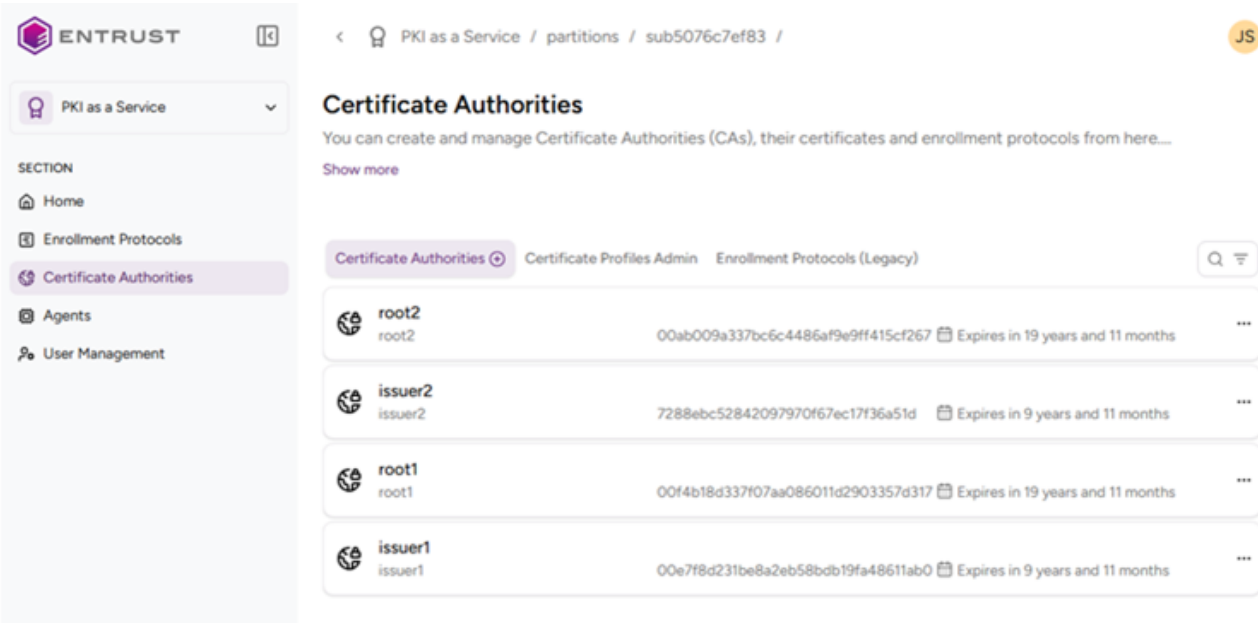 ENTRUST
PKI as a Service / partitions / sub5076c7ef83 /
JS
PKI as a Service
SECTION
Home
Enrollment Protocols
Certificate Authorities
Agents
User Management
Certificate Authorities
You can create and manage Certificate Authorities (CAs), their certificates and enrollment protocols from here....
Show more
Certificate Authorities Certificate Profiles Admin Enrollment Protocols (Legacy)
root2
root2 00ab009a337bc6c4486af9e9ff415cf267 Expires in 19 years and 11 months
issuer2
issuer2 7288ebc52842097970f67ec17f36a51d Expires in 9 years and 11 months
root1
root1 00f4b18d337f07aa086011d2903357d317 Expires in 19 years and 11 months
issuer1
issuer1 00e7f8d231be8a2eb58bdb19fa48611ab0 Expires in 9 years and 11 months